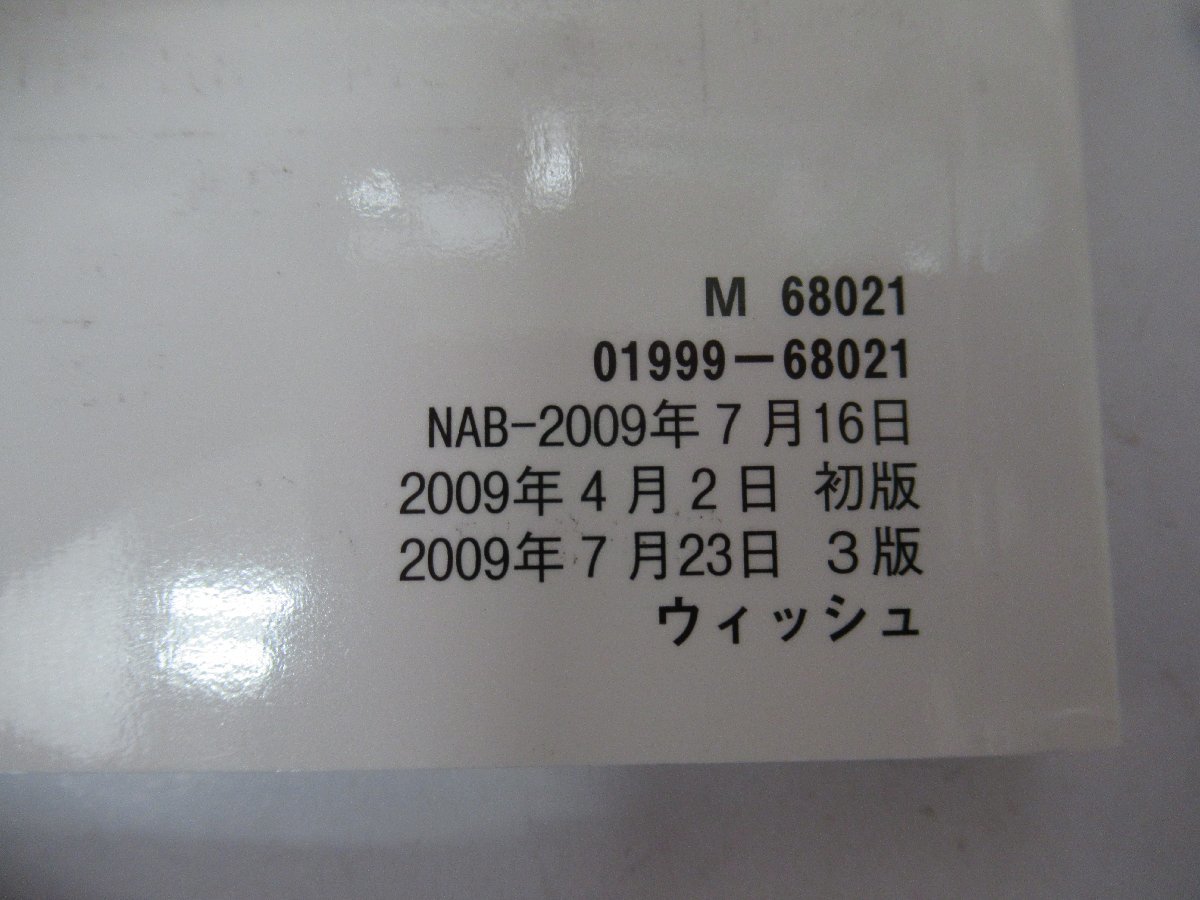 M 68021
01999-68021
NAB-2009年7月16日
2009年4月2日 初版
2009年7月23日 3版
ウィッシュ